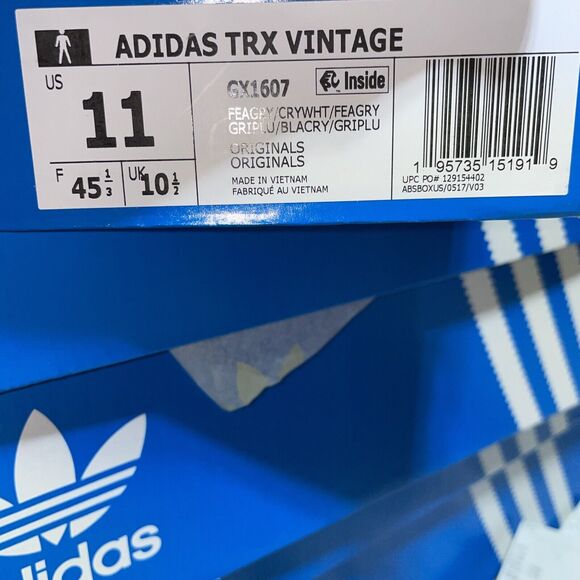 ADIDAS TRX VINTAGE
US
11
F
45 1/3
UK
10 1/2
GX1607
Inside
FEAGRY/CRYWHT/FEAGRY
GRIPLU/BLACRY/GRIPLU
ORIGINALS
ORIGINALS
MADE IN VIETNAM
FABRIQUÉ AU VIETNAM
1 95735 15191 9
UPC PO# 129154402
ABSBOXUS/0517/V03
adidas